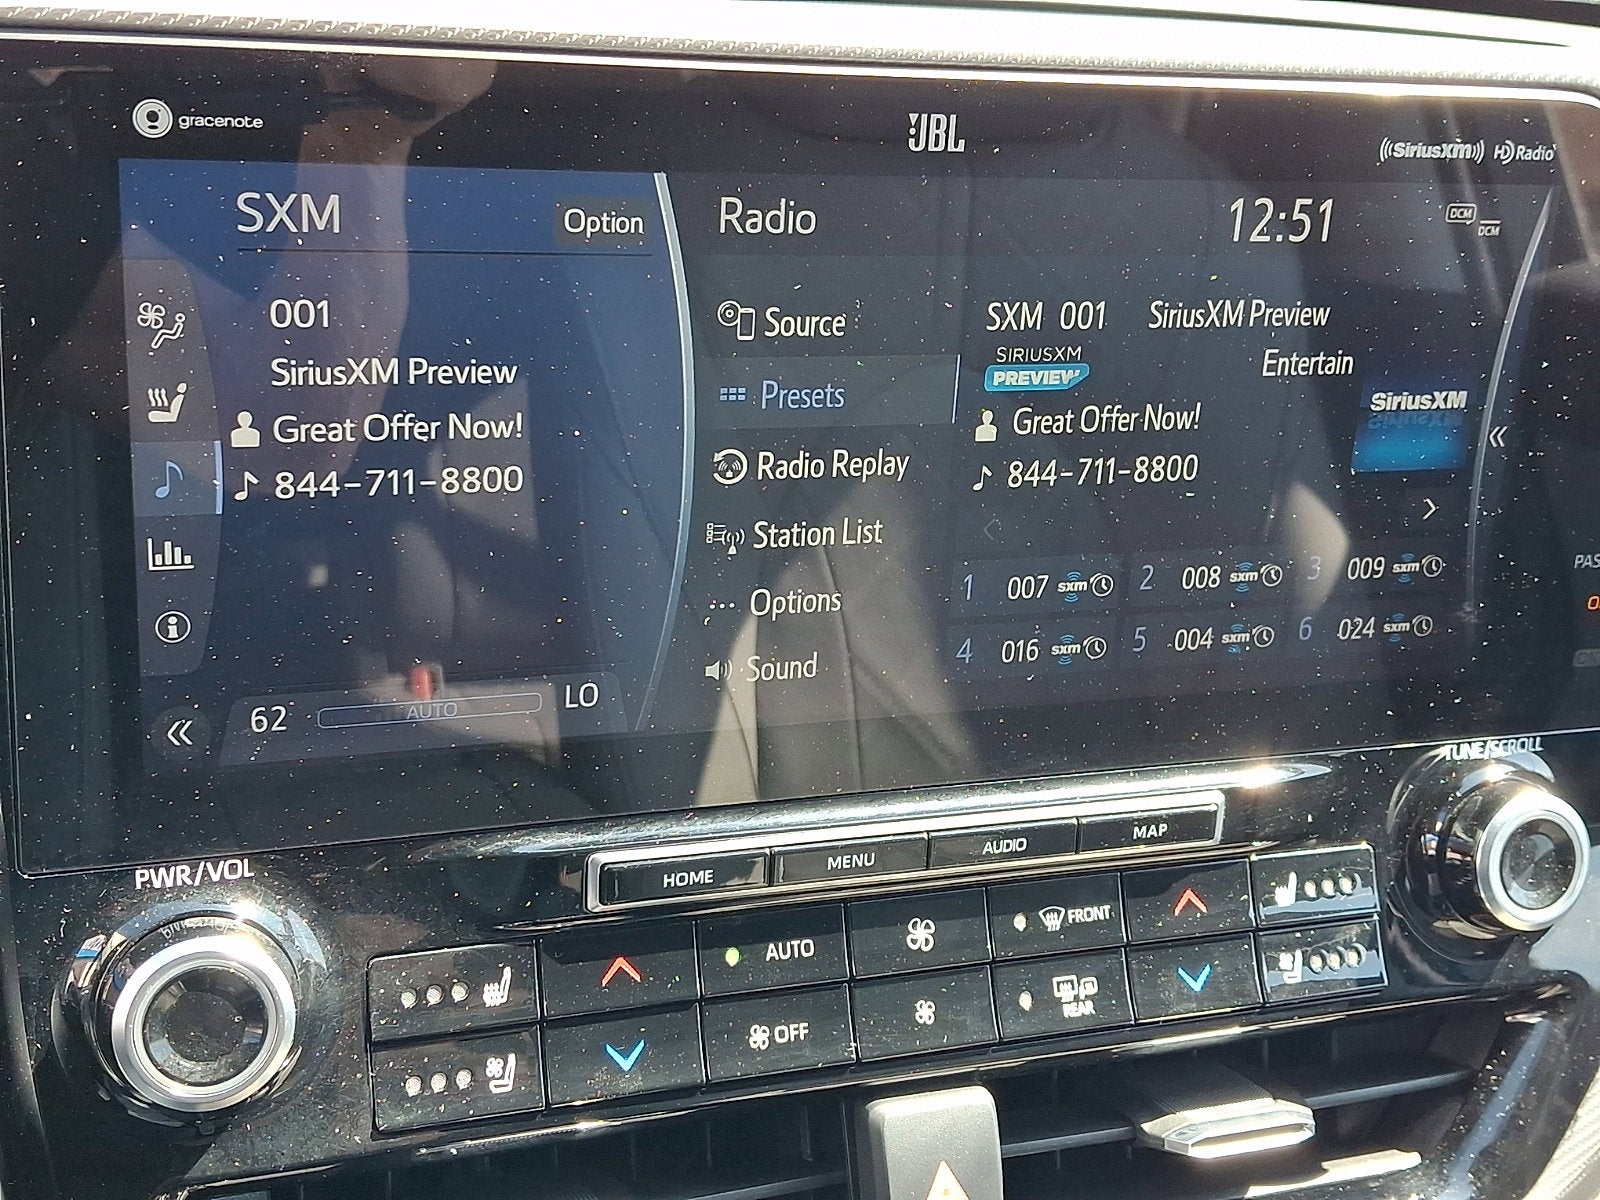 gracenote
JBL
SiriusXM HD Radio
SXM
Option
Radio
12:51
DCM
DCM
001
SiriusXM Preview
Great Offer Now!
844-711-8800
62
AUTO
LO
Source
Presets
Radio Replay
Station List
Options
Sound
SXM 001 SiriusXM Preview
SIRIUSXM
PREVIEW
Entertain
SiriusXM
Great Offer Now!
844-711-8800
1 007 sxm 2 008 sxm 3 009 sxm
4 016 sxm 5 004 sxm 6 024 sxm
TUNE/SCROLL
PWR/VOL
HOME
MENU
AUDIO
MAP
AUTO
FRONT
OFF
REAR